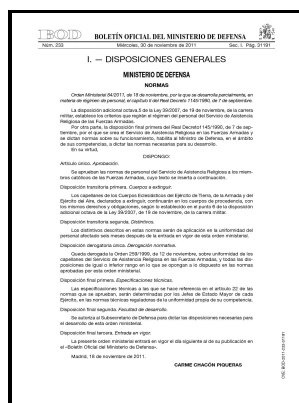 BOD
BOLETÍN OFICIAL DEL MINISTERIO DE DEFENSA
Núm. 233 Miércoles, 30 de noviembre de 2011 Sec. I. Pág. 31191
I. — DISPOSICIONES GENERALES
MINISTERIO DE DEFENSA
NORMAS
Orden Ministerial 84/2011, de 18 de noviembre, por la que se desarrolla parcialmente, en
materia de régimen de personal, el capítulo II del Real Decreto 1145/1990, de 7 de septiembre.
La disposición adicional octava.5 de la Ley 39/2007, de 19 de noviembre, de la carrera
militar, establece los criterios que regirán el régimen del personal del Servicio de Asistencia
Religiosa de las Fuerzas Armadas.
Por otra parte, la disposición final primera del Real Decreto 1145/1990, de 7 de sep-
tiembre, por el que se crea el Servicio de Asistencia Religiosa en las Fuerzas Armadas y
se dictan normas sobre su funcionamiento, habilita al Ministro de Defensa, en el ámbito
de sus competencias, a dictar las normas necesarias para su desarrollo.
En su virtud,
DISPONGO:
Artículo único. Aprobación.
Se aprueban las normas de personal del Servicio de Asistencia Religiosa a los miem-
bros católicos de las Fuerzas Armadas, cuyo texto se inserta a continuación.
Disposición transitoria primera. Cuerpos a extinguir.
Los capellanes de los Cuerpos Eclesiásticos del Ejército de Tierra, de la Armada y del
Ejército del Aire, declarados a extinguir, continuarán en los cuerpos de procedencia, con
los mismos derechos y obligaciones, según lo establecido en el punto 6 de la disposición
adicional octava de la Ley 39/2007, de 19 de noviembre, de la carrera militar.
Disposición transitoria segunda. Distintivos.
Los distintivos descritos en estas normas serán de aplicación en la uniformidad del
personal afectado seis meses después de la entrada en vigor de esta orden ministerial.
Disposición derogatoria única. Derogación normativa.
Queda derogada la Orden 259/1999, de 12 de noviembre, sobre uniformidad de los
capellanes del Servicio de Asistencia Religiosa en las Fuerzas Armadas, y todas las dis-
posiciones de igual o inferior rango en lo que se opongan a lo dispuesto en las normas
aprobadas por esta orden ministerial.
Disposición final primera. Especificaciones técnicas.
Las especificaciones técnicas a las que se hace referencia en el artículo 22 de las
normas que se aprueban, serán determinadas por los Jefes de Estado Mayor de cada
Ejército, en las normas técnicas reguladoras de la uniformidad propia de su competencia.
Disposición final segunda. Facultad de desarrollo.
Se autoriza al Subsecretario de Defensa para dictar las disposiciones necesarias para
el desarrollo de esta orden ministerial.
Disposición final tercera. Entrada en vigor.
La presente orden ministerial entrará en vigor el día siguiente al de su publicación en
el «Boletín Oficial del Ministerio de Defensa».
Madrid, 18 de noviembre de 2011.
CARME CHACÓN PIQUERAS
CVE: BOD-2011-233-31191